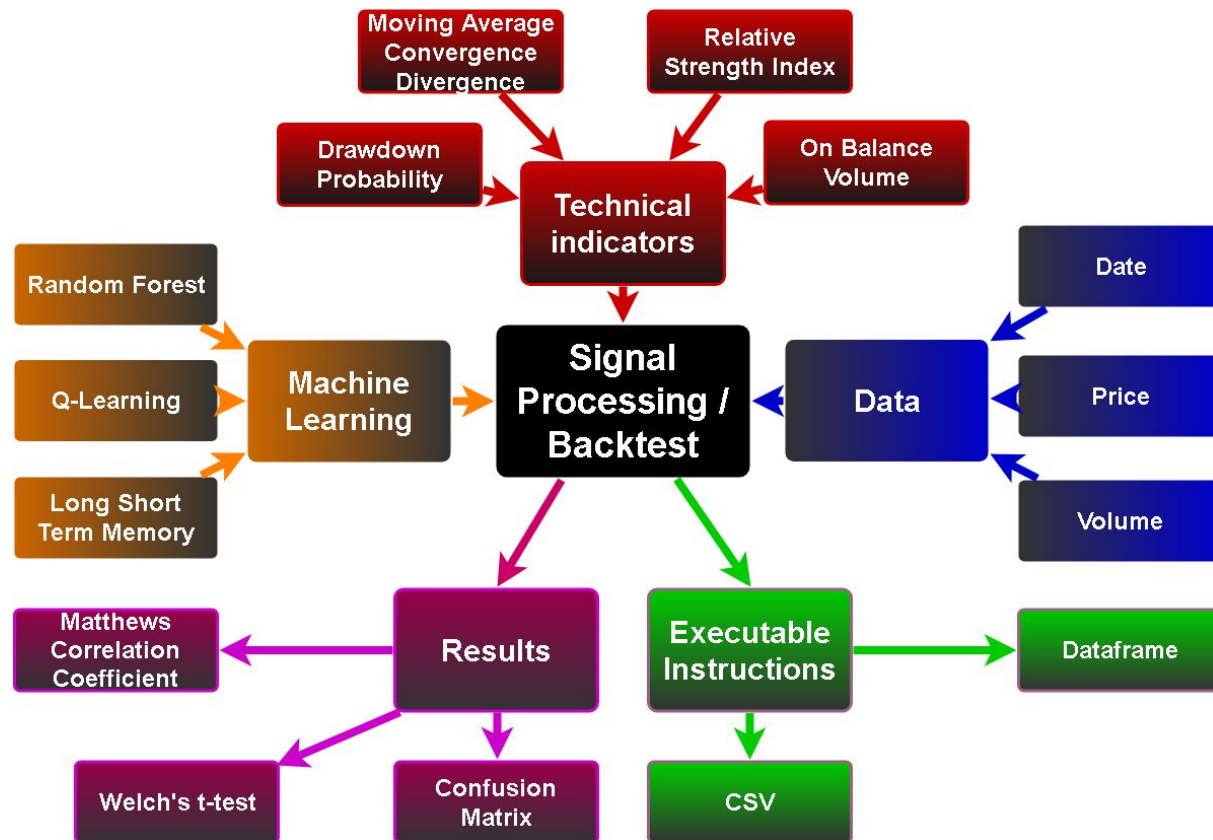 Moving Average
Convergence
Divergence
Relative
Strength Index
Drawdown
Probability
On Balance
Volume
Technical
indicators
Random Forest
Q-Learning
Long Short
Term Memory
Machine
Learning
Signal
Processing /
Backtest
Data
Date
Price
Volume
Matthews
Correlation
Coefficient
Results
Executable
Instructions
Dataframe
Welch's t-test
Confusion
Matrix
CSV